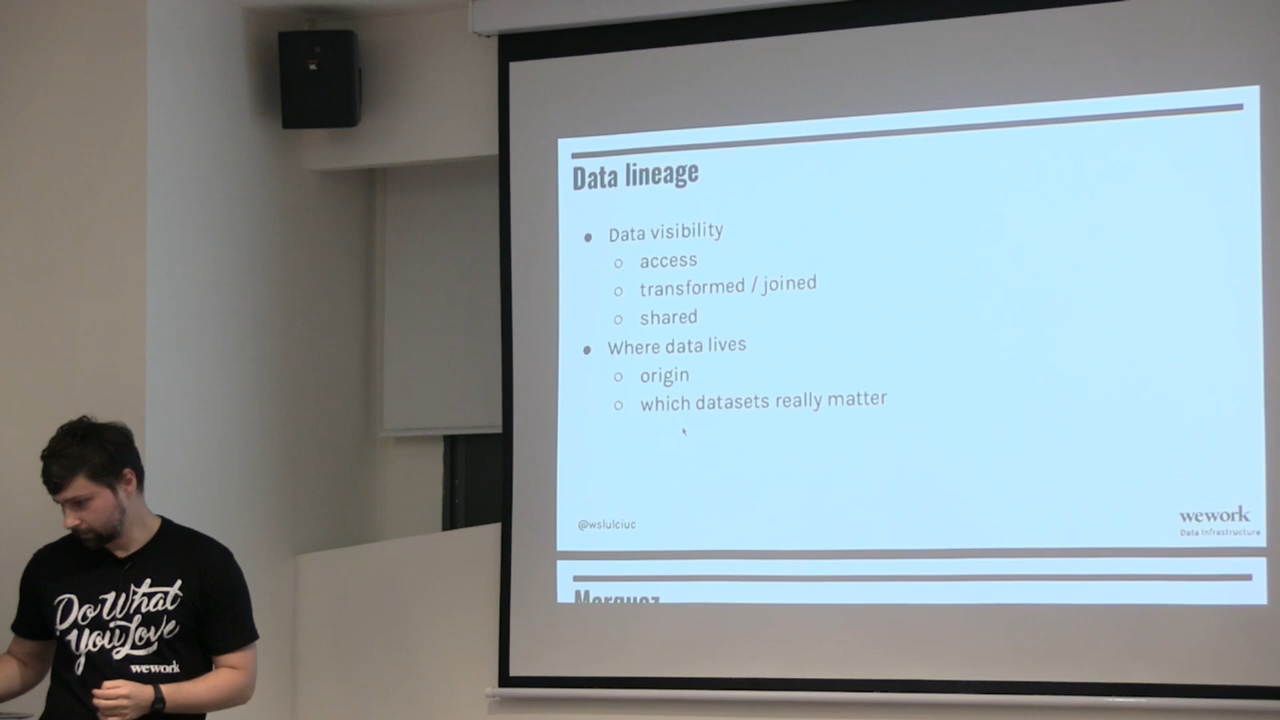 Data lineage
Data visibility
access
transformed / joined
shared
Where data lives
origin
which datasets really matter
@wslulciuc
wework
Data Infrastructure
Marquez
Do What
You Love
wework